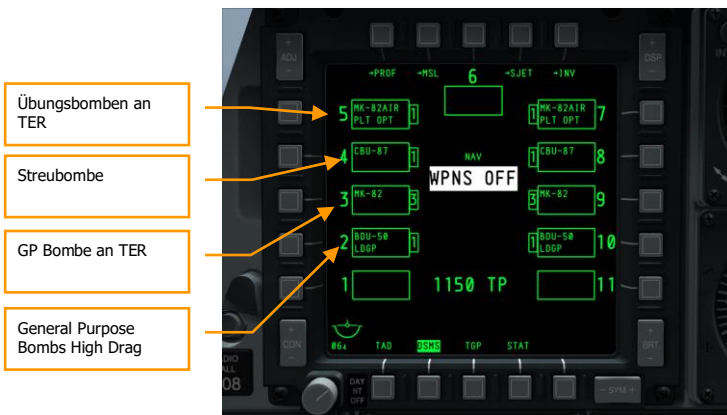 Übungsbomben an
TER
Streubombe
GP Bombe an TER
General Purpose
Bombs High Drag
+
ADJ
-
+
DSP
-
→PROF →MSL 6 →SJET →INV
5 MK-82AIR 1 1 MK-82AIR 7
PLT OPT PLT OPT
4 CBU-87 1 NAV 1 CBU-87 8
WPNS OFF
3 MK-82 3 3 MK-82 9
2 BDU-50 1 1 BDU-50 10
LDGP LDGP
1 1150 TP 11
TAD DSMS TGP STAT
+
CON
-
+
BRT
-
DAY
NT
OFF
- SYM +
DIO
ALL
08